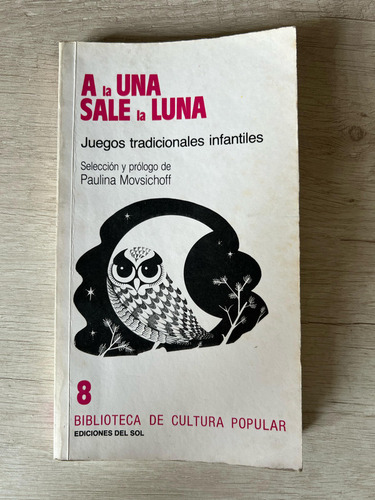 A la UNA
SALE la LUNA
Juegos tradicionales infantiles
Selección y prólogo de
Paulina Movsichoff
8
BIBLIOTECA DE CULTURA POPULAR
EDICIONES DEL SOL